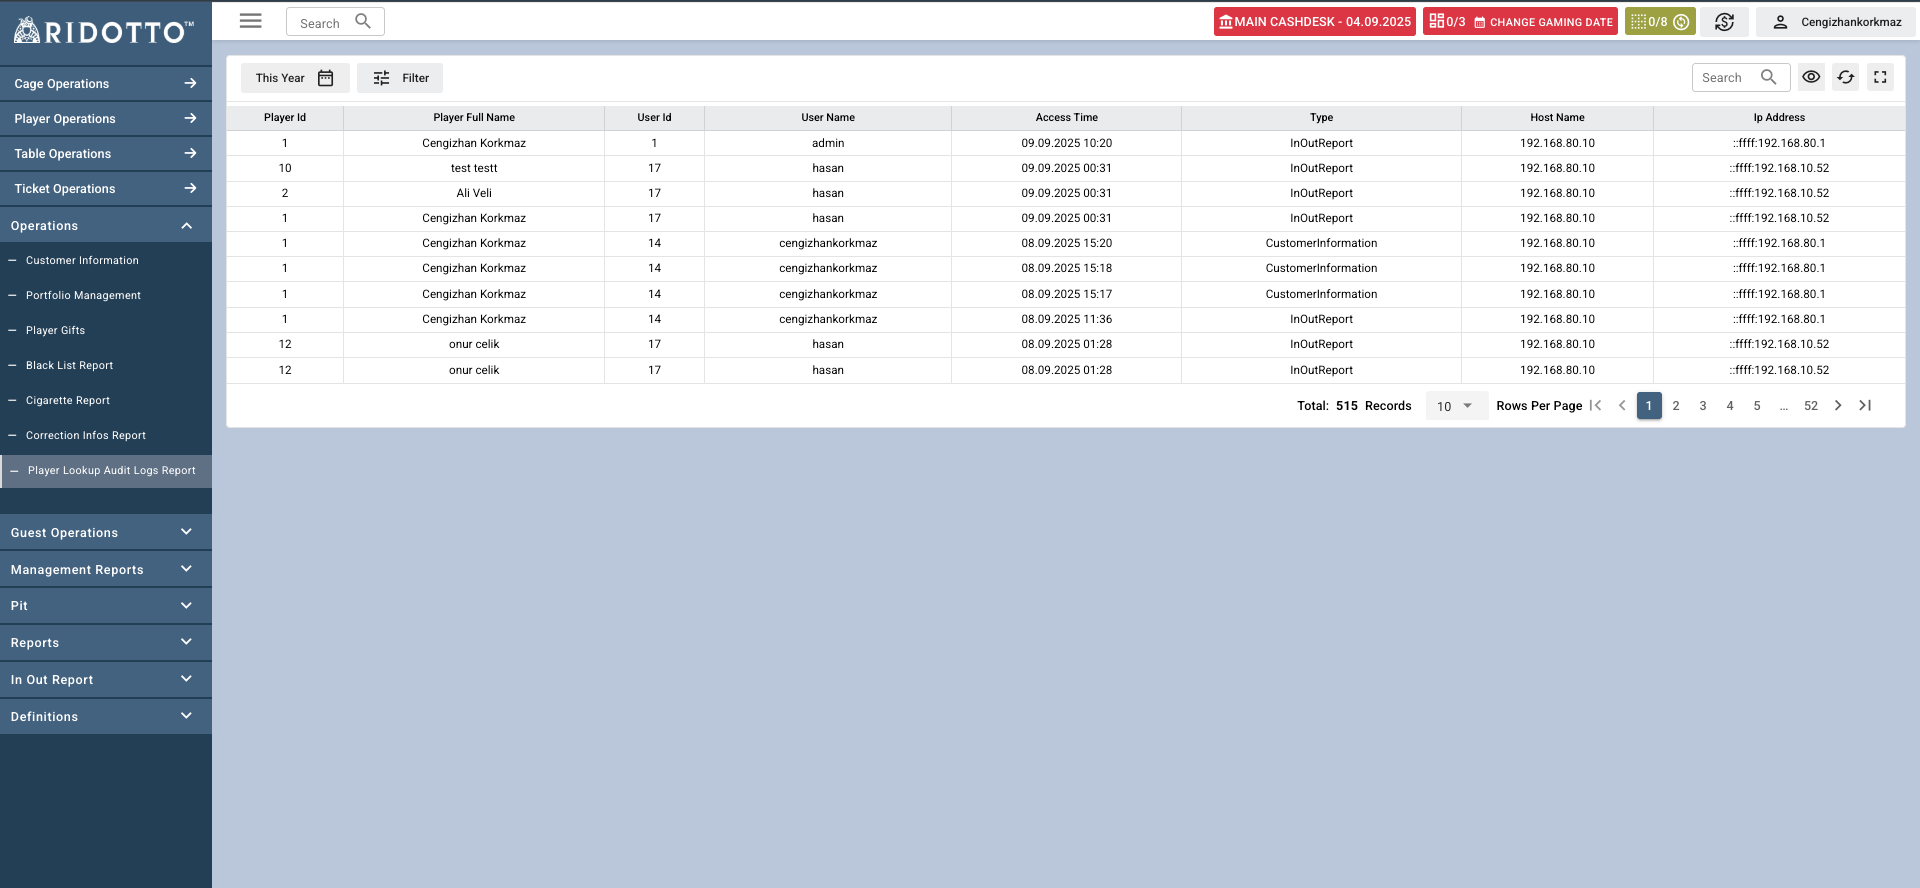 RIDOTTO™
Search
MAIN CASHDESK - 04.09.2025
0/3 CHANGE GAMING DATE
0/8
Cengizhankorkmaz
Cage Operations
Player Operations
Table Operations
Ticket Operations
Operations
Customer Information
Portfolio Management
Player Gifts
Black List Report
Cigarette Report
Correction Infos Report
Player Lookup Audit Logs Report
Guest Operations
Management Reports
Pit
Reports
In Out Report
Definitions
This Year
Filter
Search
Player Id Player Full Name User Id User Name Access Time Type Host Name Ip Address
1 Cengizhan Korkmaz 1 admin 09.09.2025 10:20 InOutReport 192.168.80.10 ::ffff:192.168.80.1
10 test testt 17 hasan 09.09.2025 00:31 InOutReport 192.168.80.10 ::ffff:192.168.10.52
2 Ali Veli 17 hasan 09.09.2025 00:31 InOutReport 192.168.80.10 ::ffff:192.168.10.52
1 Cengizhan Korkmaz 17 hasan 09.09.2025 00:31 InOutReport 192.168.80.10 ::ffff:192.168.10.52
1 Cengizhan Korkmaz 14 cengizhankorkmaz 08.09.2025 15:20 CustomerInformation 192.168.80.10 ::ffff:192.168.80.1
1 Cengizhan Korkmaz 14 cengizhankorkmaz 08.09.2025 15:18 CustomerInformation 192.168.80.10 ::ffff:192.168.80.1
1 Cengizhan Korkmaz 14 cengizhankorkmaz 08.09.2025 15:17 CustomerInformation 192.168.80.10 ::ffff:192.168.80.1
1 Cengizhan Korkmaz 14 cengizhankorkmaz 08.09.2025 11:36 InOutReport 192.168.80.10 ::ffff:192.168.80.1
12 onur celik 17 hasan 08.09.2025 01:28 InOutReport 192.168.80.10 ::ffff:192.168.10.52
12 onur celik 17 hasan 08.09.2025 01:28 InOutReport 192.168.80.10 ::ffff:192.168.10.52
Total: 515 Records 10 Rows Per Page 1 2 3 4 5 ... 52